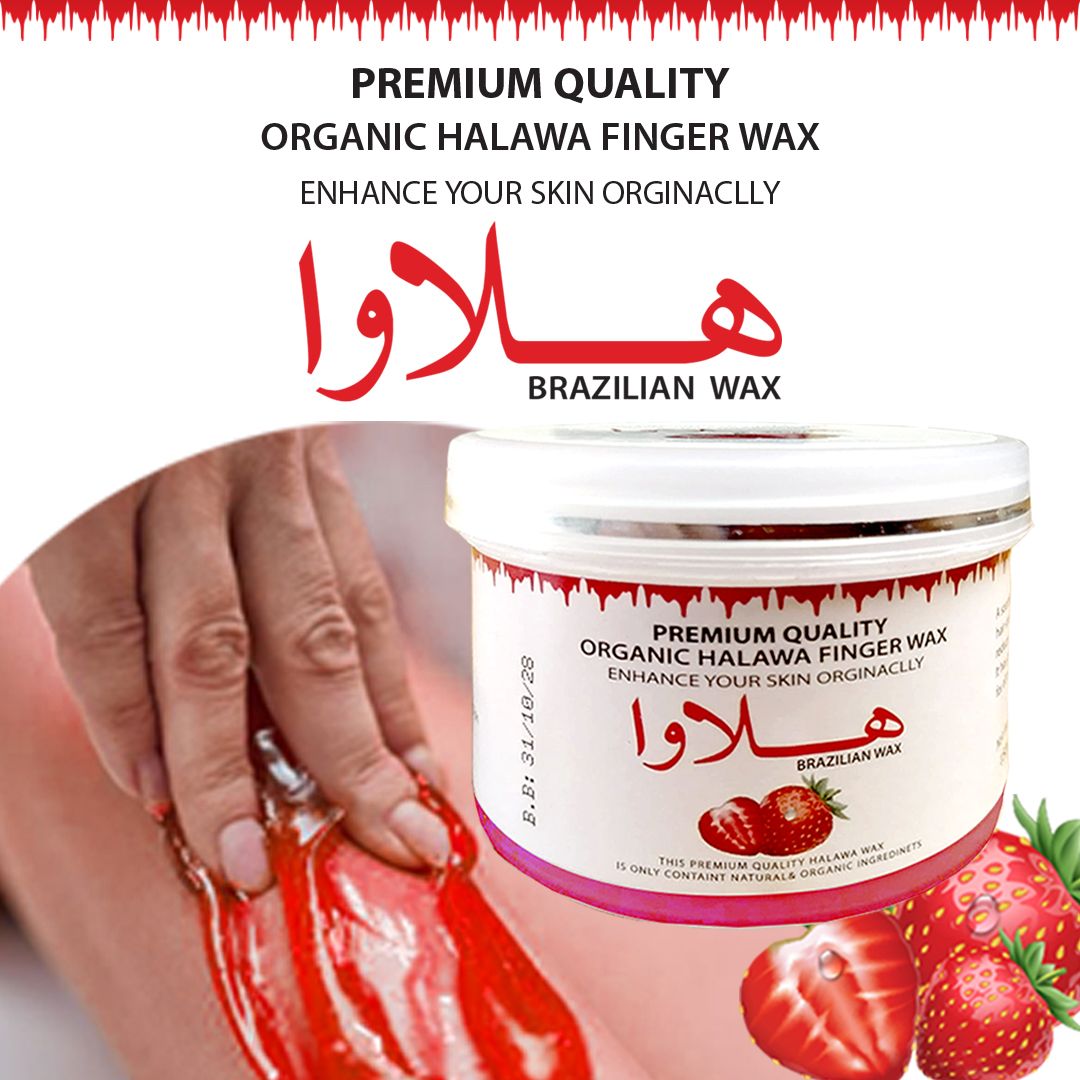 PREMIUM QUALITY
ORGANIC HALAWA FINGER WAX
ENHANCE YOUR SKIN ORGINACLLY
هلاوا
BRAZILIAN WAX
PREMIUM QUALITY
ORGANIC HALAWA FINGER WAX
ENHANCE YOUR SKIN ORGINACLLY
هلاوا
BRAZILIAN WAX
B.B: 31/10/28
THIS PREMIUM QUALITY HALAWA WAX
IS ONLY CONTAINT NATURAL& ORGANIC INGREDINETS